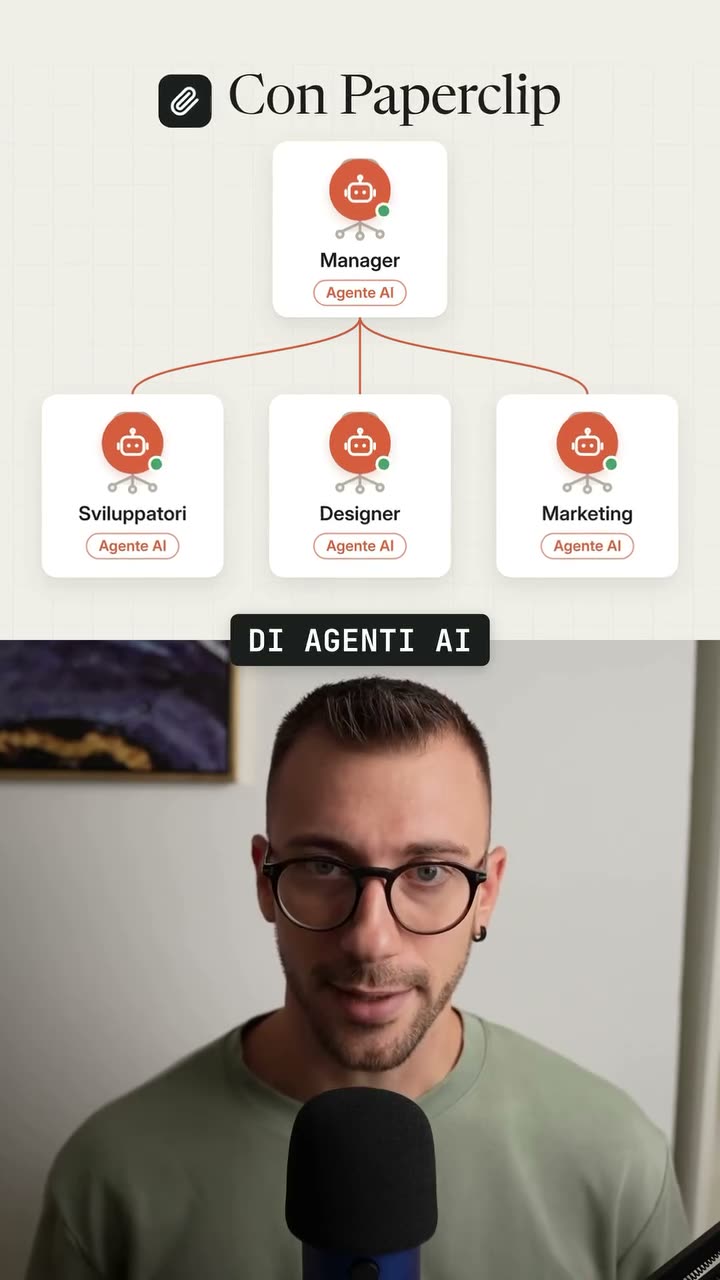 Con Paperclip
Manager
Agente AI
Sviluppatori
Agente AI
Designer
Agente AI
Marketing
Agente AI
DI AGENTI AI